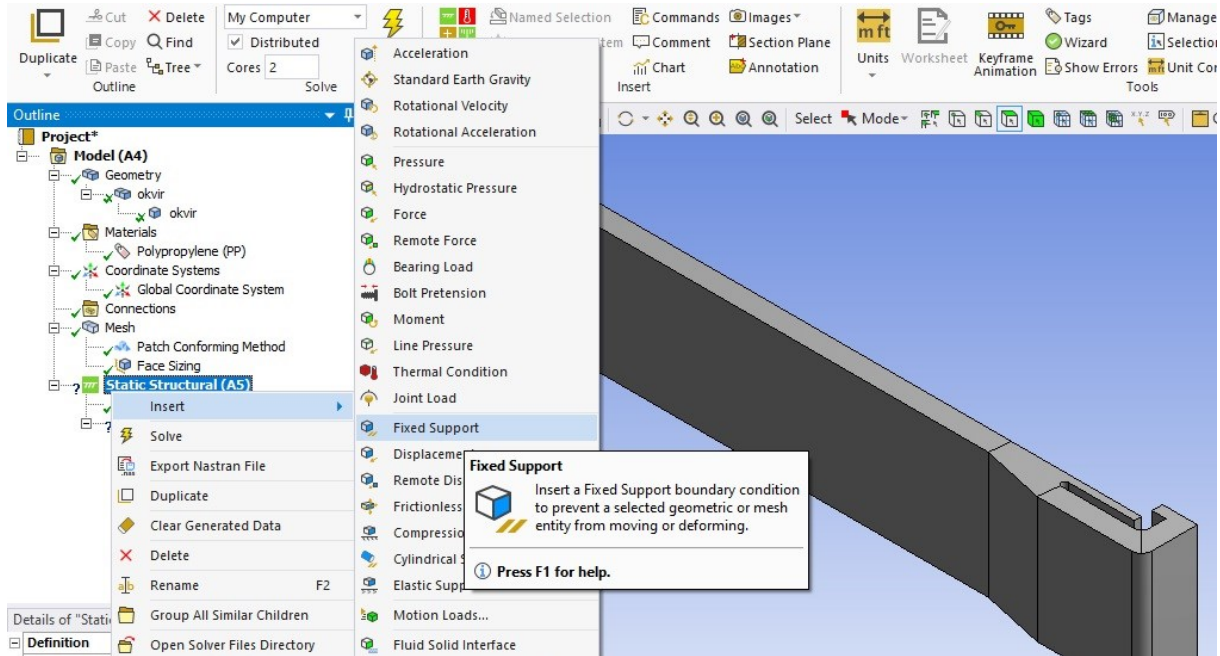 Cut
Delete
My Computer
Named Selection
Commands
Images
Tags
Manage
Copy
Find
Distributed
Comment
Section Plane
Wizard
Selection
Duplicate
Paste
Tree
Cores 2
Chart
Annotation
Units
Worksheet
Keyframe
Animation
Show Errors
Unit
Outline
Solve
Insert
Tools
Outline
Select
Mode
Project*
Model (A4)
Geometry
okvir
okvir
Materials
Polypropylene (PP)
Coordinate Systems
Global Coordinate System
Connections
Mesh
Patch Conforming Method
Face Sizing
Static Structural (A5)
Insert
Solve
Export Nastran File
Duplicate
Clear Generated Data
Delete
Rename F2
Group All Similar Children
Open Solver Files Directory
Details of "Stati
Definition
Acceleration
Standard Earth Gravity
Rotational Velocity
Rotational Acceleration
Pressure
Hydrostatic Pressure
Force
Remote Force
Bearing Load
Bolt Pretension
Moment
Line Pressure
Thermal Condition
Joint Load
Fixed Support
Displaceme
Remote Dis
Frictionless
Compressio
Cylindrical S
Elastic Supp
Motion Loads...
Fluid Solid Interface
Fixed Support
Insert a Fixed Support boundary condition
to prevent a selected geometric or mesh
entity from moving or deforming.
Press F1 for help.